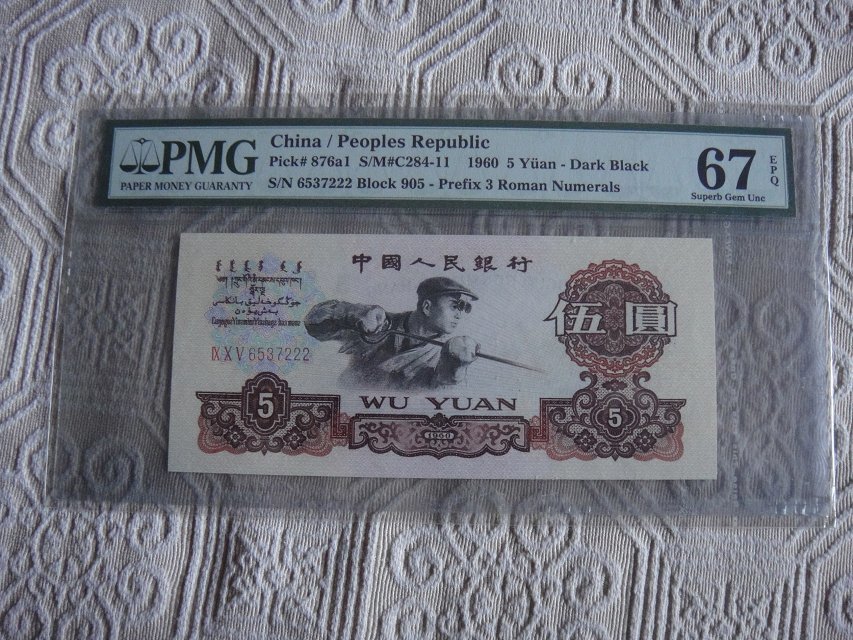 PMG
PAPER MONEY GUARANTY
China / Peoples Republic
Pick# 876a1 S/M#C284-11 1960 5 Yüan - Dark Black
S/N 6537222 Block 905 - Prefix 3 Roman Numerals
67
EPQ
Superb Gem Unc
中國人民銀行
伍圓
IX X V 6537222
WU YUAN
5
1960
5